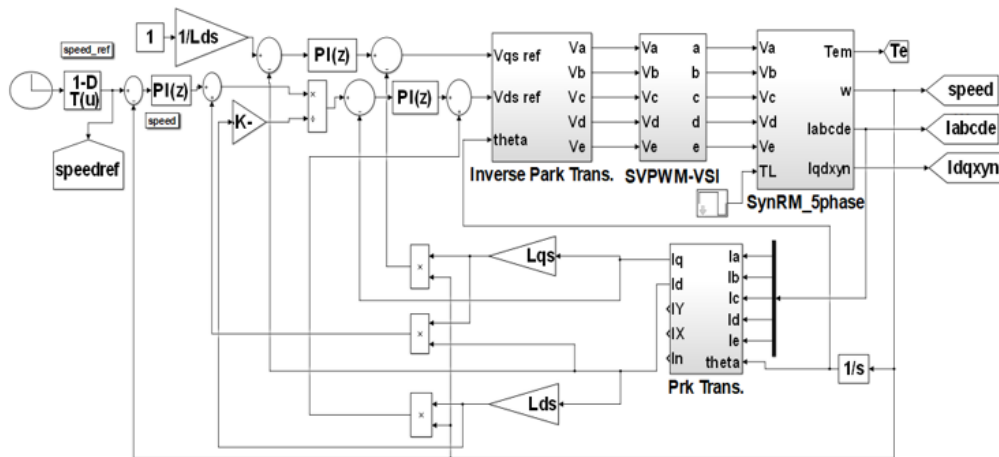 1
1/Lds
PI(z)
speed_ref
1-D
T(u)
PI(z)
speed
speedref
K-
×
÷
PI(z)
Vqs ref
Vds ref
theta
Va
Vb
Vc
Vd
Ve
Inverse Park Trans.
Va
Vb
Vc
Vd
Ve
a
b
c
d
e
SVPWM-VSI
Va
Vb
Vc
Vd
Ve
TL
Tem
w
Iabcde
Iqdxyn
SynRM_5phase
Te
speed
Iabcde
Idqxyn
Lqs
×
×
×
Lds
Iq
Id
IY
IX
In
Ia
Ib
Ic
Id
Ie
theta
Prk Trans.
1/s